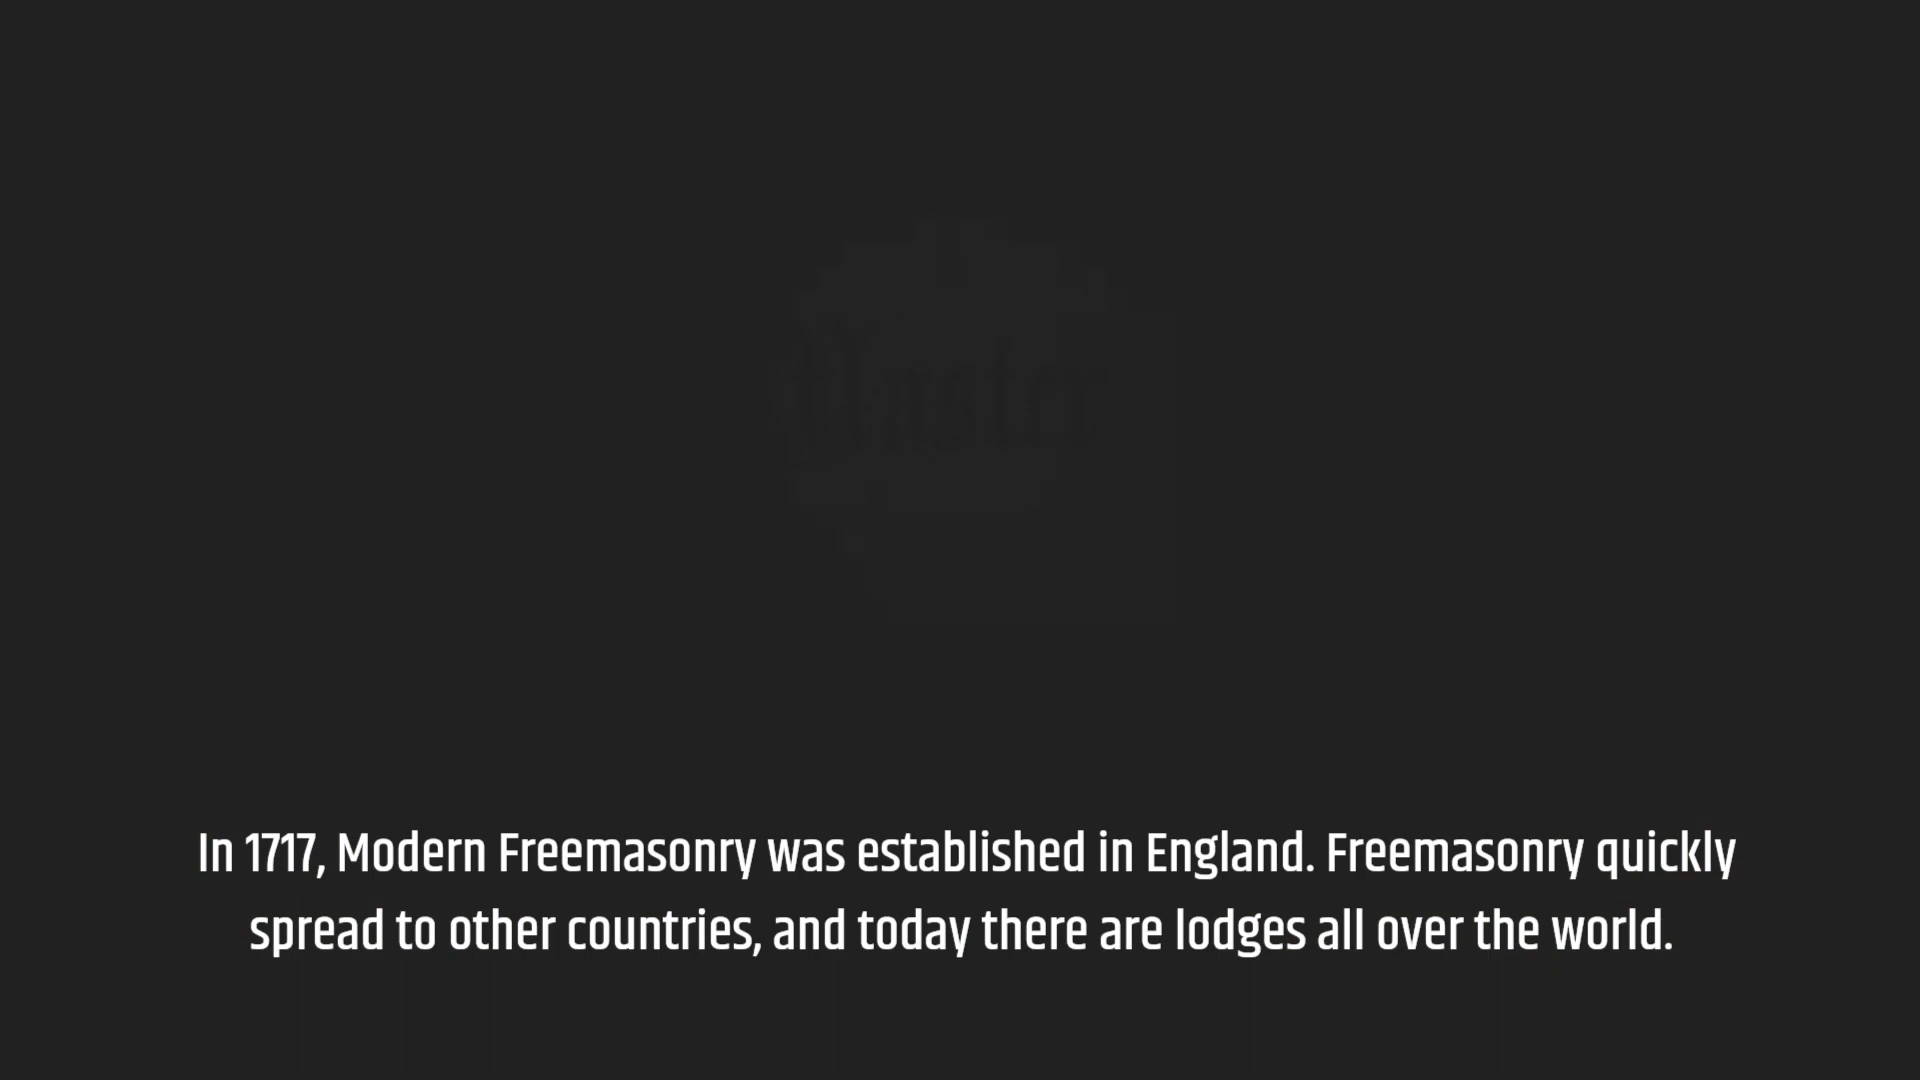 Master
In 1717, Modern Freemasonry was established in England. Freemasonry quickly
spread to other countries, and today there are lodges all over the world.